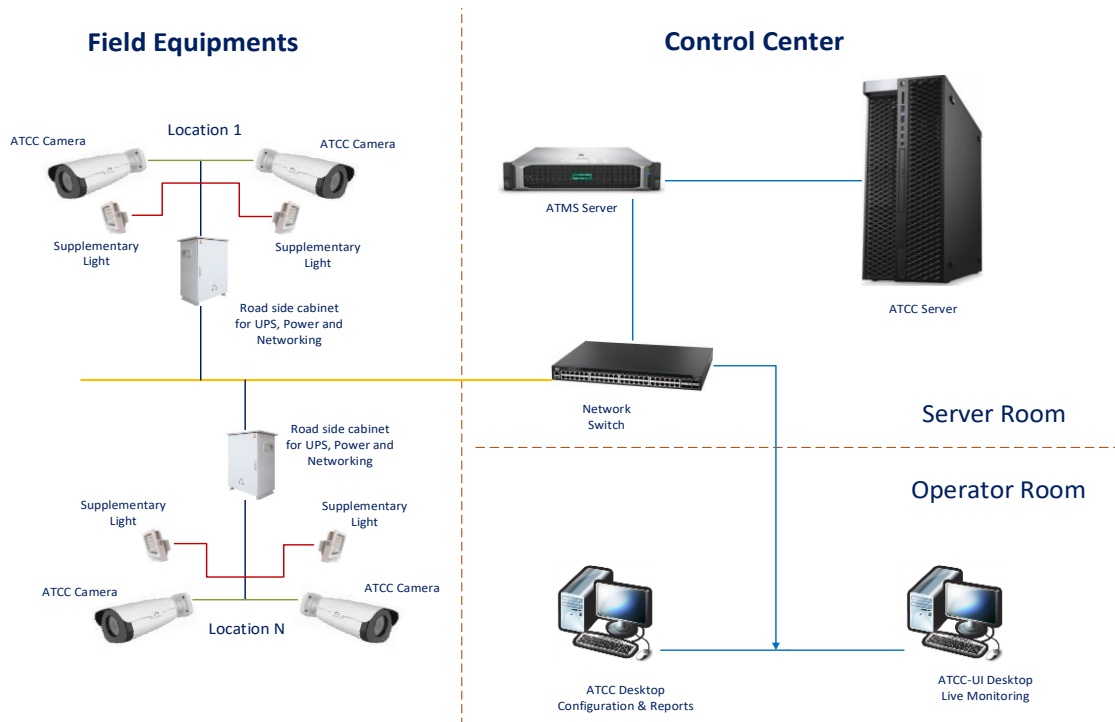 Field Equipments
Control Center
Location 1
ATCC Camera
ATCC Camera
Supplementary
Light
Supplementary
Light
Road side cabinet
for UPS, Power and
Networking
ATMS Server
ATCC Server
Network
Switch
Server Room
Road side cabinet
for UPS, Power and
Networking
Supplementary
Light
Supplementary
Light
ATCC Camera
ATCC Camera
Location N
Operator Room
ATCC Desktop
Configuration & Reports
ATCC-UI Desktop
Live Monitoring